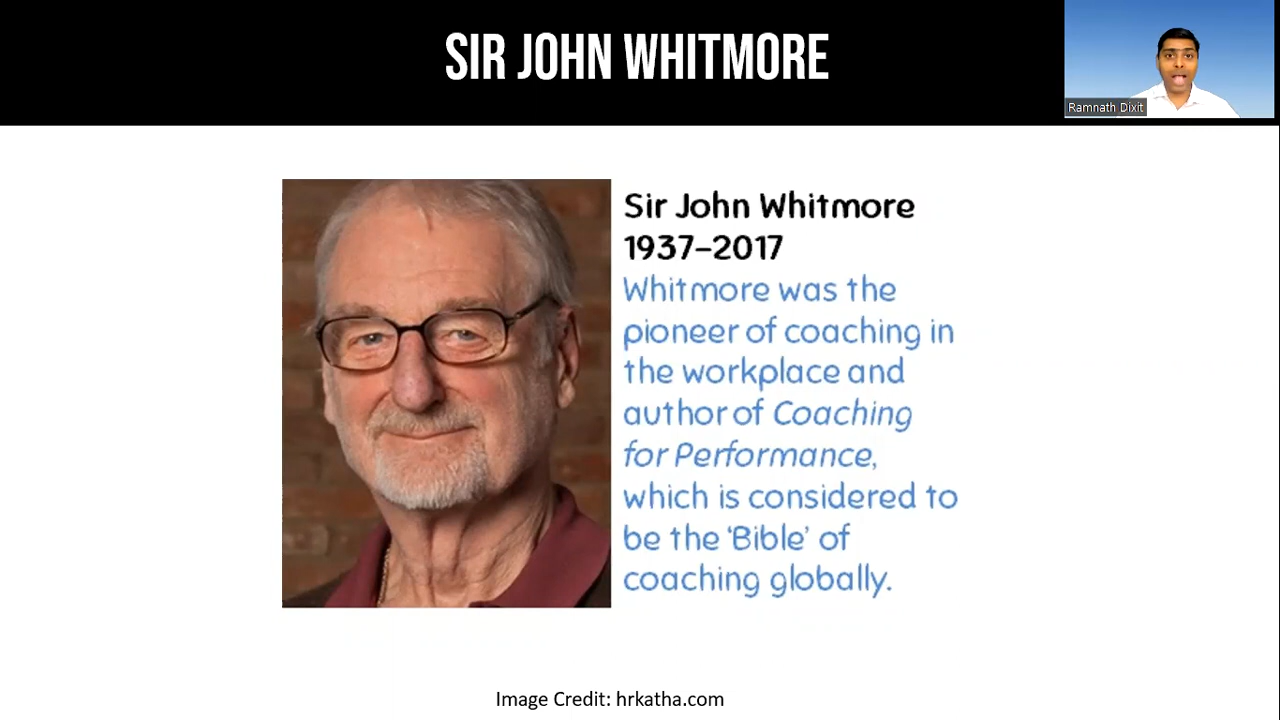 SIR JOHN WHITMORE
Ramnath Dixit
Sir John Whitmore
1937–2017
Whitmore was the
pioneer of coaching in
the workplace and
author of Coaching
for Performance,
which is considered to
be the ‘Bible’ of
coaching globally.
Image Credit: hrkatha.com